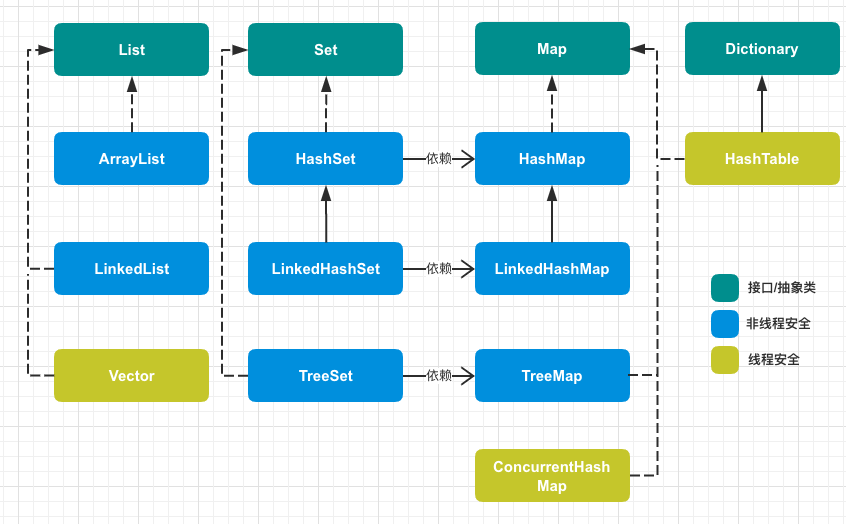 List
Set
Map
Dictionary
ArrayList
HashSet
依赖
HashMap
HashTable
LinkedList
LinkedHashSet
依赖
LinkedHashMap
接口/抽象类
非线程安全
线程安全
Vector
TreeSet
依赖
TreeMap
ConcurrentHash
Map